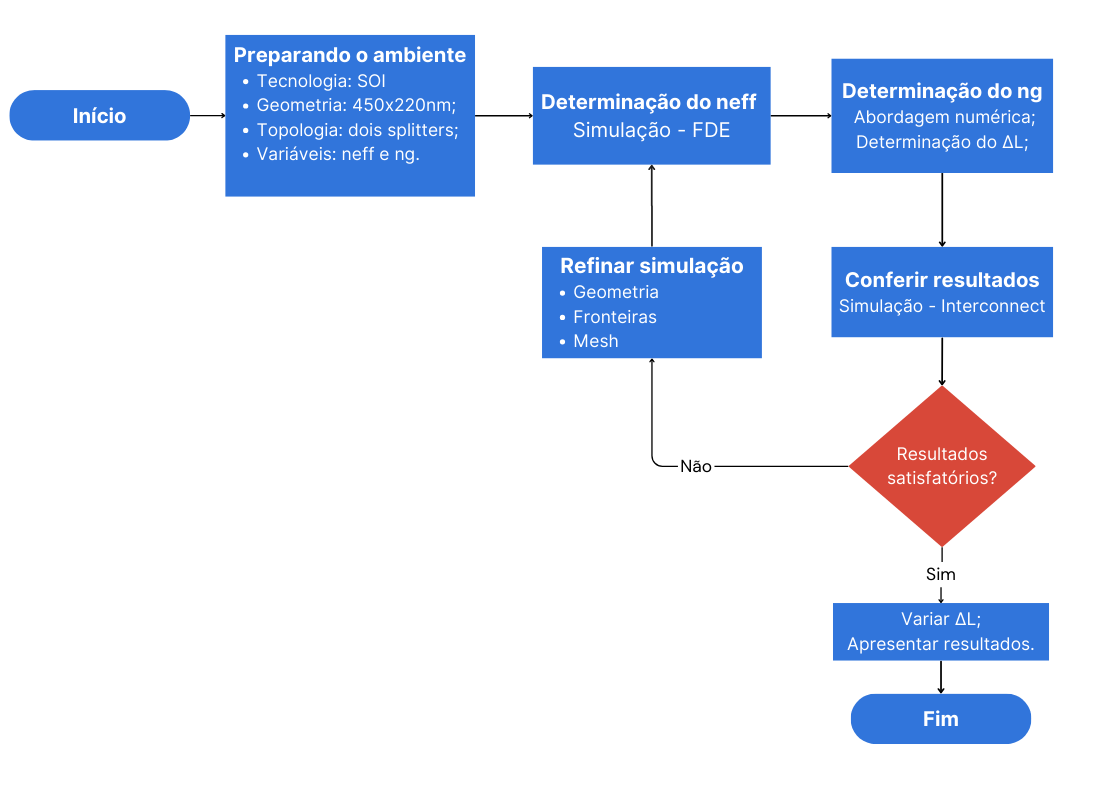 Início
Preparando o ambiente
• Tecnologia: SOI
• Geometria: 450x220nm;
• Topologia: dois splitters;
• Variáveis: neff e ng.
Determinação do neff
Simulação - FDE
Determinação do ng
Abordagem numérica;
Determinação do ΔL;
Refinar simulação
• Geometria
• Fronteiras
• Mesh
Conferir resultados
Simulação - Interconnect
Resultados
satisfatórios?
Não
Sim
Variar ΔL;
Apresentar resultados.
Fim